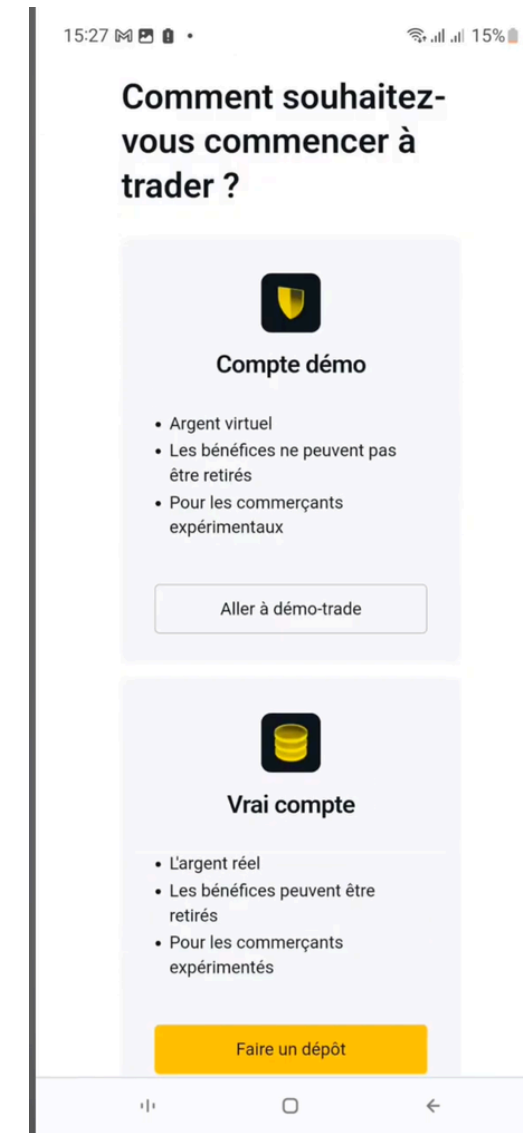 15:27
15%
Comment souhaitez-
vous commencer à
trader ?
Compte démo
• Argent virtuel
• Les bénéfices ne peuvent pas
être retirés
• Pour les commerçants
expérimentaux
Aller à démo-trade
Vrai compte
• L'argent réel
• Les bénéfices peuvent être
retirés
• Pour les commerçants
expérimentés
Faire un dépôt